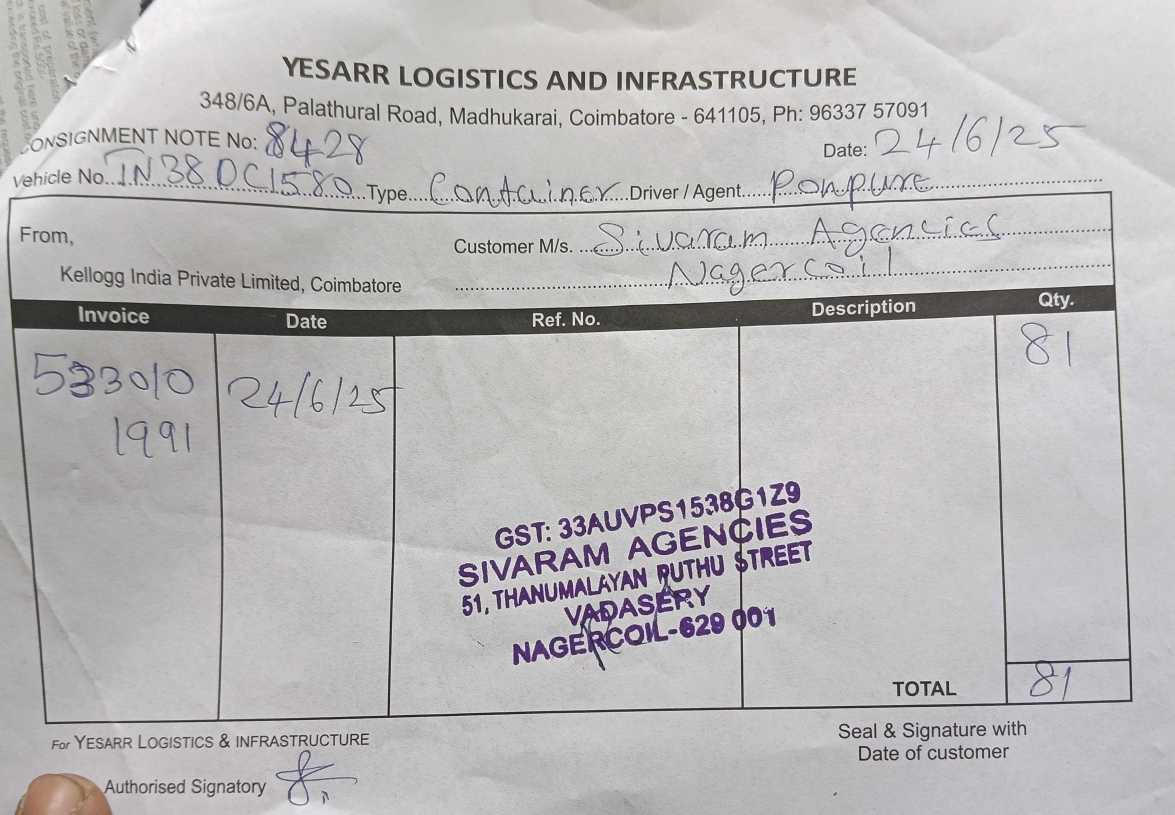 YESARR LOGISTICS AND INFRASTRUCTURE
348/6A, Palathural Road, Madhukarai, Coimbatore - 641105, Ph: 96337 57091
CONSIGNMENT NOTE No: 8428
Date: 24/6/25
Vehicle No. TN38DC1580 Type Container Driver / Agent Ponpure
From,
Customer M/s. Sivaram Agencies
Nagercoil
Kellogg India Private Limited, Coimbatore
Invoice Date Ref. No. Description Qty.
533010 24/6/25 81
1991
GST: 33AUVPS1538G1Z9
SIVARAM AGENCIES
51, THANUMALAYAN PUTHU STREET
VADASERY
NAGERCOIL-629 001
TOTAL 81
For YESARR LOGISTICS & INFRASTRUCTURE
Seal & Signature with
Date of customer
Authorised Signatory